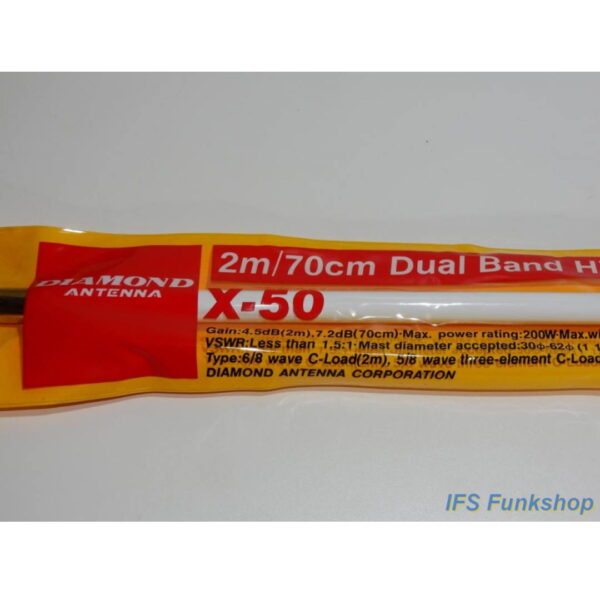 DIAMOND
ANTENNA
2m/70cm Dual Band
X-50
Gain:4.5dB(2m),7.2dB(70cm)·Max. power rating:200W·Max.
VSWR:Less than 1.5:1·Mast diameter accepted:30ф-62ф
Type:6/8 wave C-Load(2m), 5/8 wave three-element C-Load
DIAMOND ANTENNA CORPORATION
IFS Funkshop